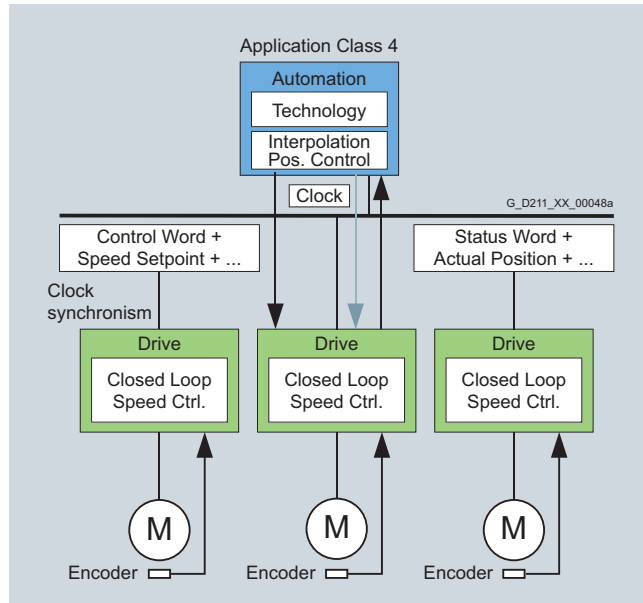 Application Class 4
Automation
Technology
Interpolation
Pos. Control
Clock
G_D211_XX_00048a
Control Word +
Speed Setpoint + ...
Status Word +
Actual Position + ...
Clock
synchronism
Drive
Drive
Drive
Closed Loop
Speed Ctrl.
Closed Loop
Speed Ctrl.
Closed Loop
Speed Ctrl.
M
M
M
Encoder
Encoder
Encoder